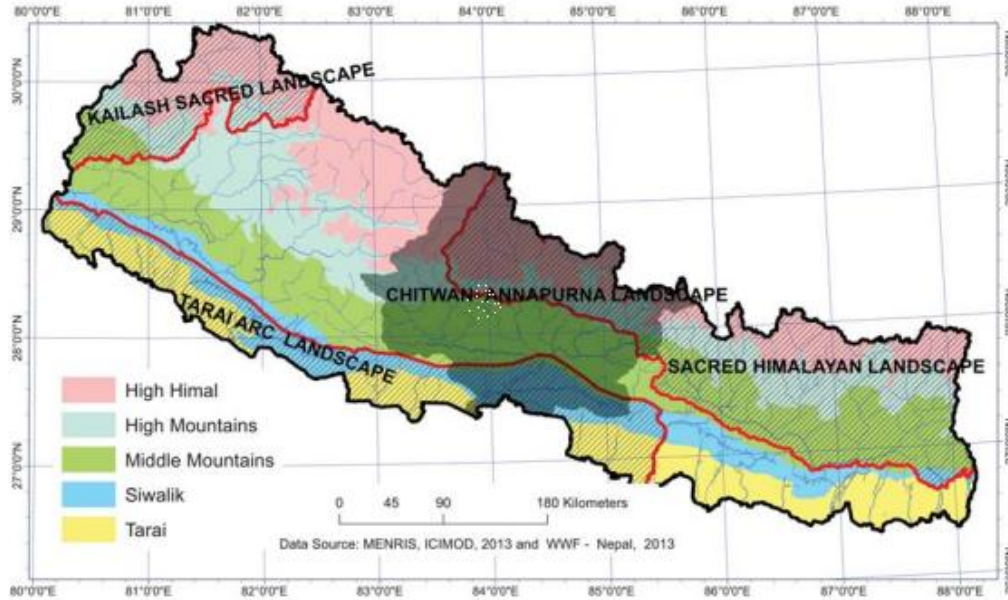 80°0'0"E 81°0'0"E 82°0'0"E 83°0'0"E 84°0'0"E 85°0'0"E 86°0'0"E 87°0'0"E 88°0'0"E
30°0'0"N
KAILASH SACRED LANDSCAPE
29°0'0"N
CHITWAN-ANNAPURNA LANDSCAPE
28°0'0"N
TARAI ARC LANDSCAPE
SACRED HIMALAYAN LANDSCAPE
High Himal
High Mountains
Middle Mountains
27°0'0"N
Siwalik
Tarai
0 45 90 180 Kilometers
Data Source: MENRIS, ICIMOD, 2013 and WWF - Nepal, 2013
80°0'0"E 81°0'0"E 82°0'0"E 83°0'0"E 84°0'0"E 85°0'0"E 86°0'0"E 87°0'0"E 88°0'0"E